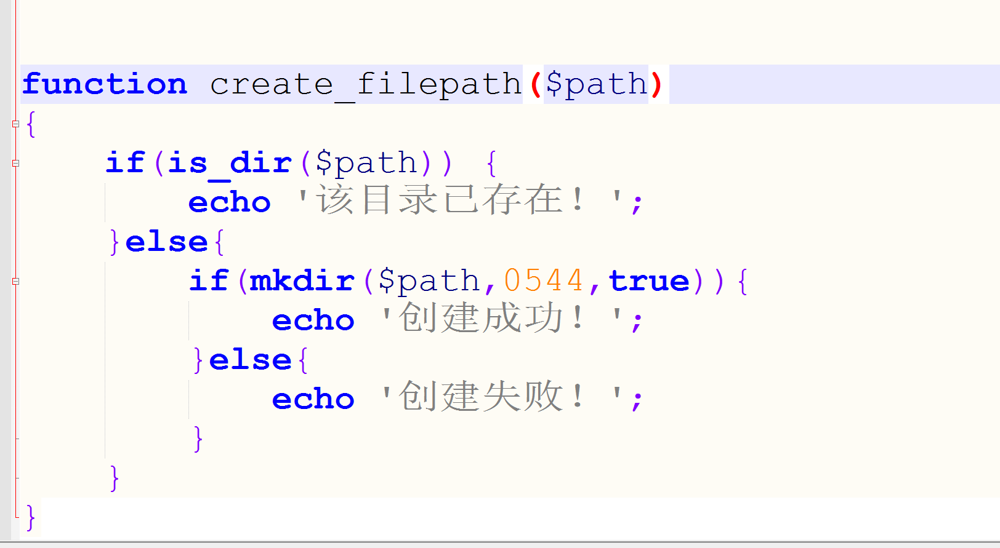 function create_filepath($path)
{
if(is_dir($path)) {
echo '该目录已存在！';
}else{
if(mkdir($path,0544,true)){
echo '创建成功！';
}else{
echo '创建失败！';
}
}
}